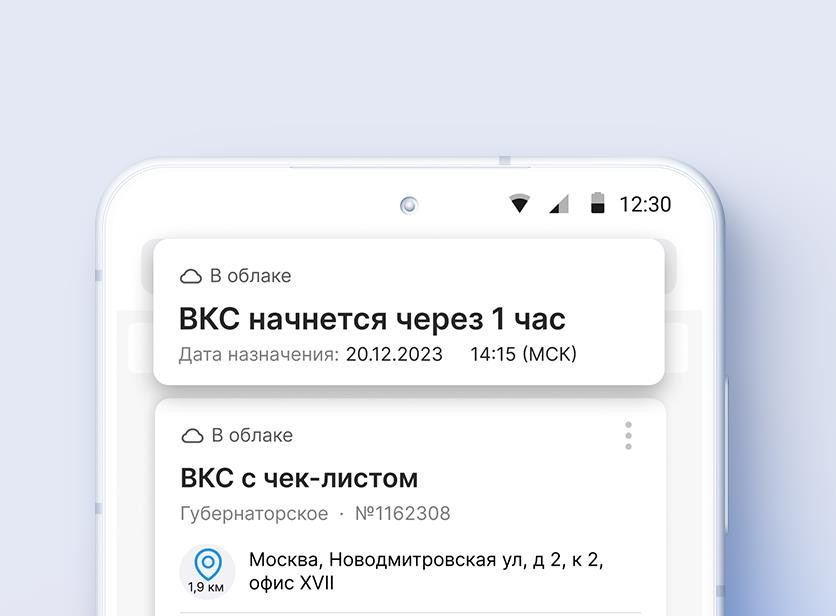 12:30
В облаке
ВКС начнется через 1 час
Дата назначения: 20.12.2023 14:15 (МСК)
В облаке
ВКС с чек-листом
Губернаторское · №1162308
Москва, Новодмитровская ул, д 2, к 2,
офис XVII
1,9 км